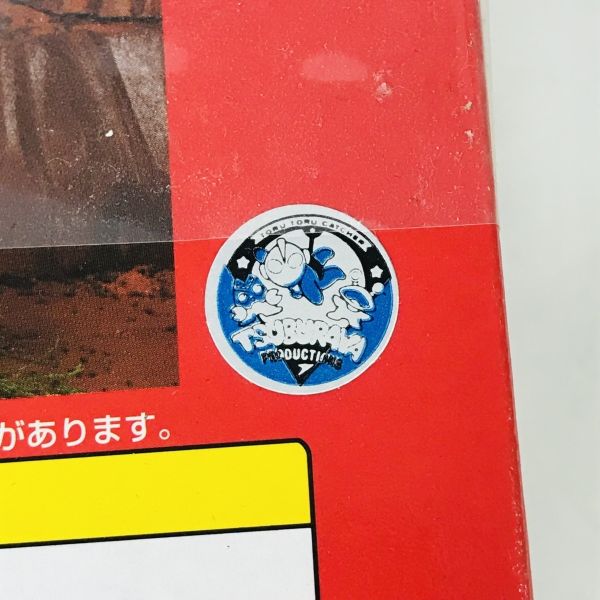 TORU TORU CATCHER
TSUBURAYA
PRODUCTIONS
があります。